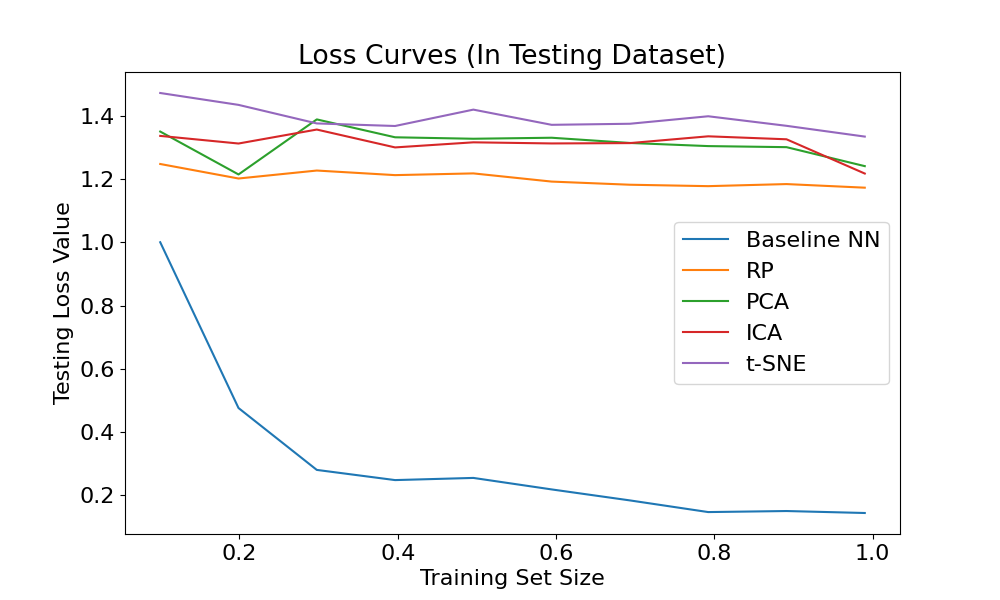 Loss Curves (In Testing Dataset)
Testing Loss Value
1.4
1.2
1.0
0.8
0.6
0.4
0.2
Baseline NN
RP
PCA
ICA
t-SNE
0.2 0.4 0.6 0.8 1.0
Training Set Size